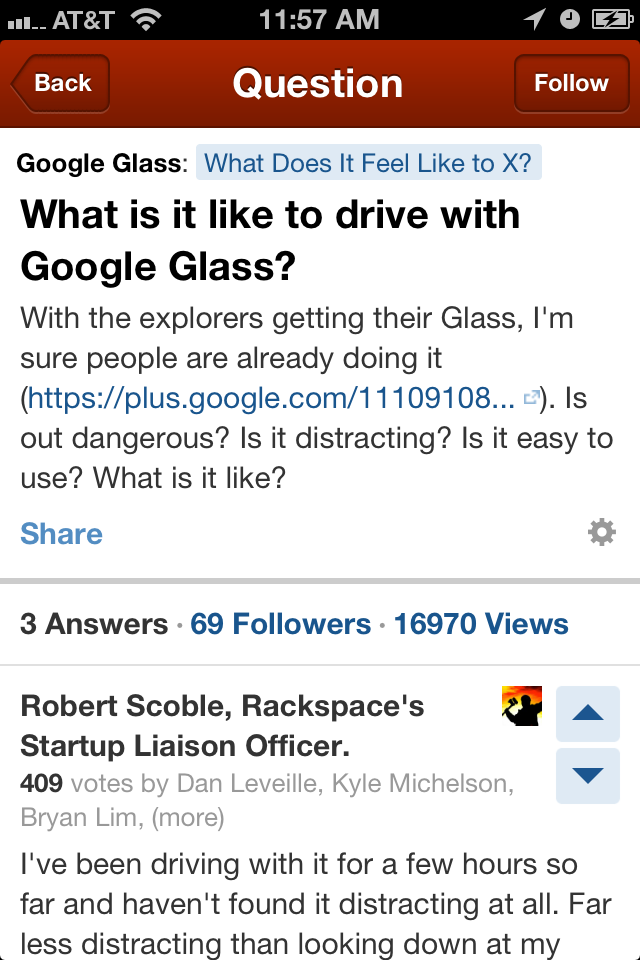 AT&T 11:57 AM
Back Question Follow
Google Glass: What Does It Feel Like to X?
What is it like to drive with
Google Glass?
With the explorers getting their Glass, I'm
sure people are already doing it
(https://plus.google.com/11109108... ). Is
out dangerous? Is it distracting? Is it easy to
use? What is it like?
Share
3 Answers · 69 Followers · 16970 Views
Robert Scoble, Rackspace's
Startup Liaison Officer.
409 votes by Dan Leveille, Kyle Michelson,
Bryan Lim, (more)
I've been driving with it for a few hours so
far and haven't found it distracting at all. Far
less distracting than looking down at my